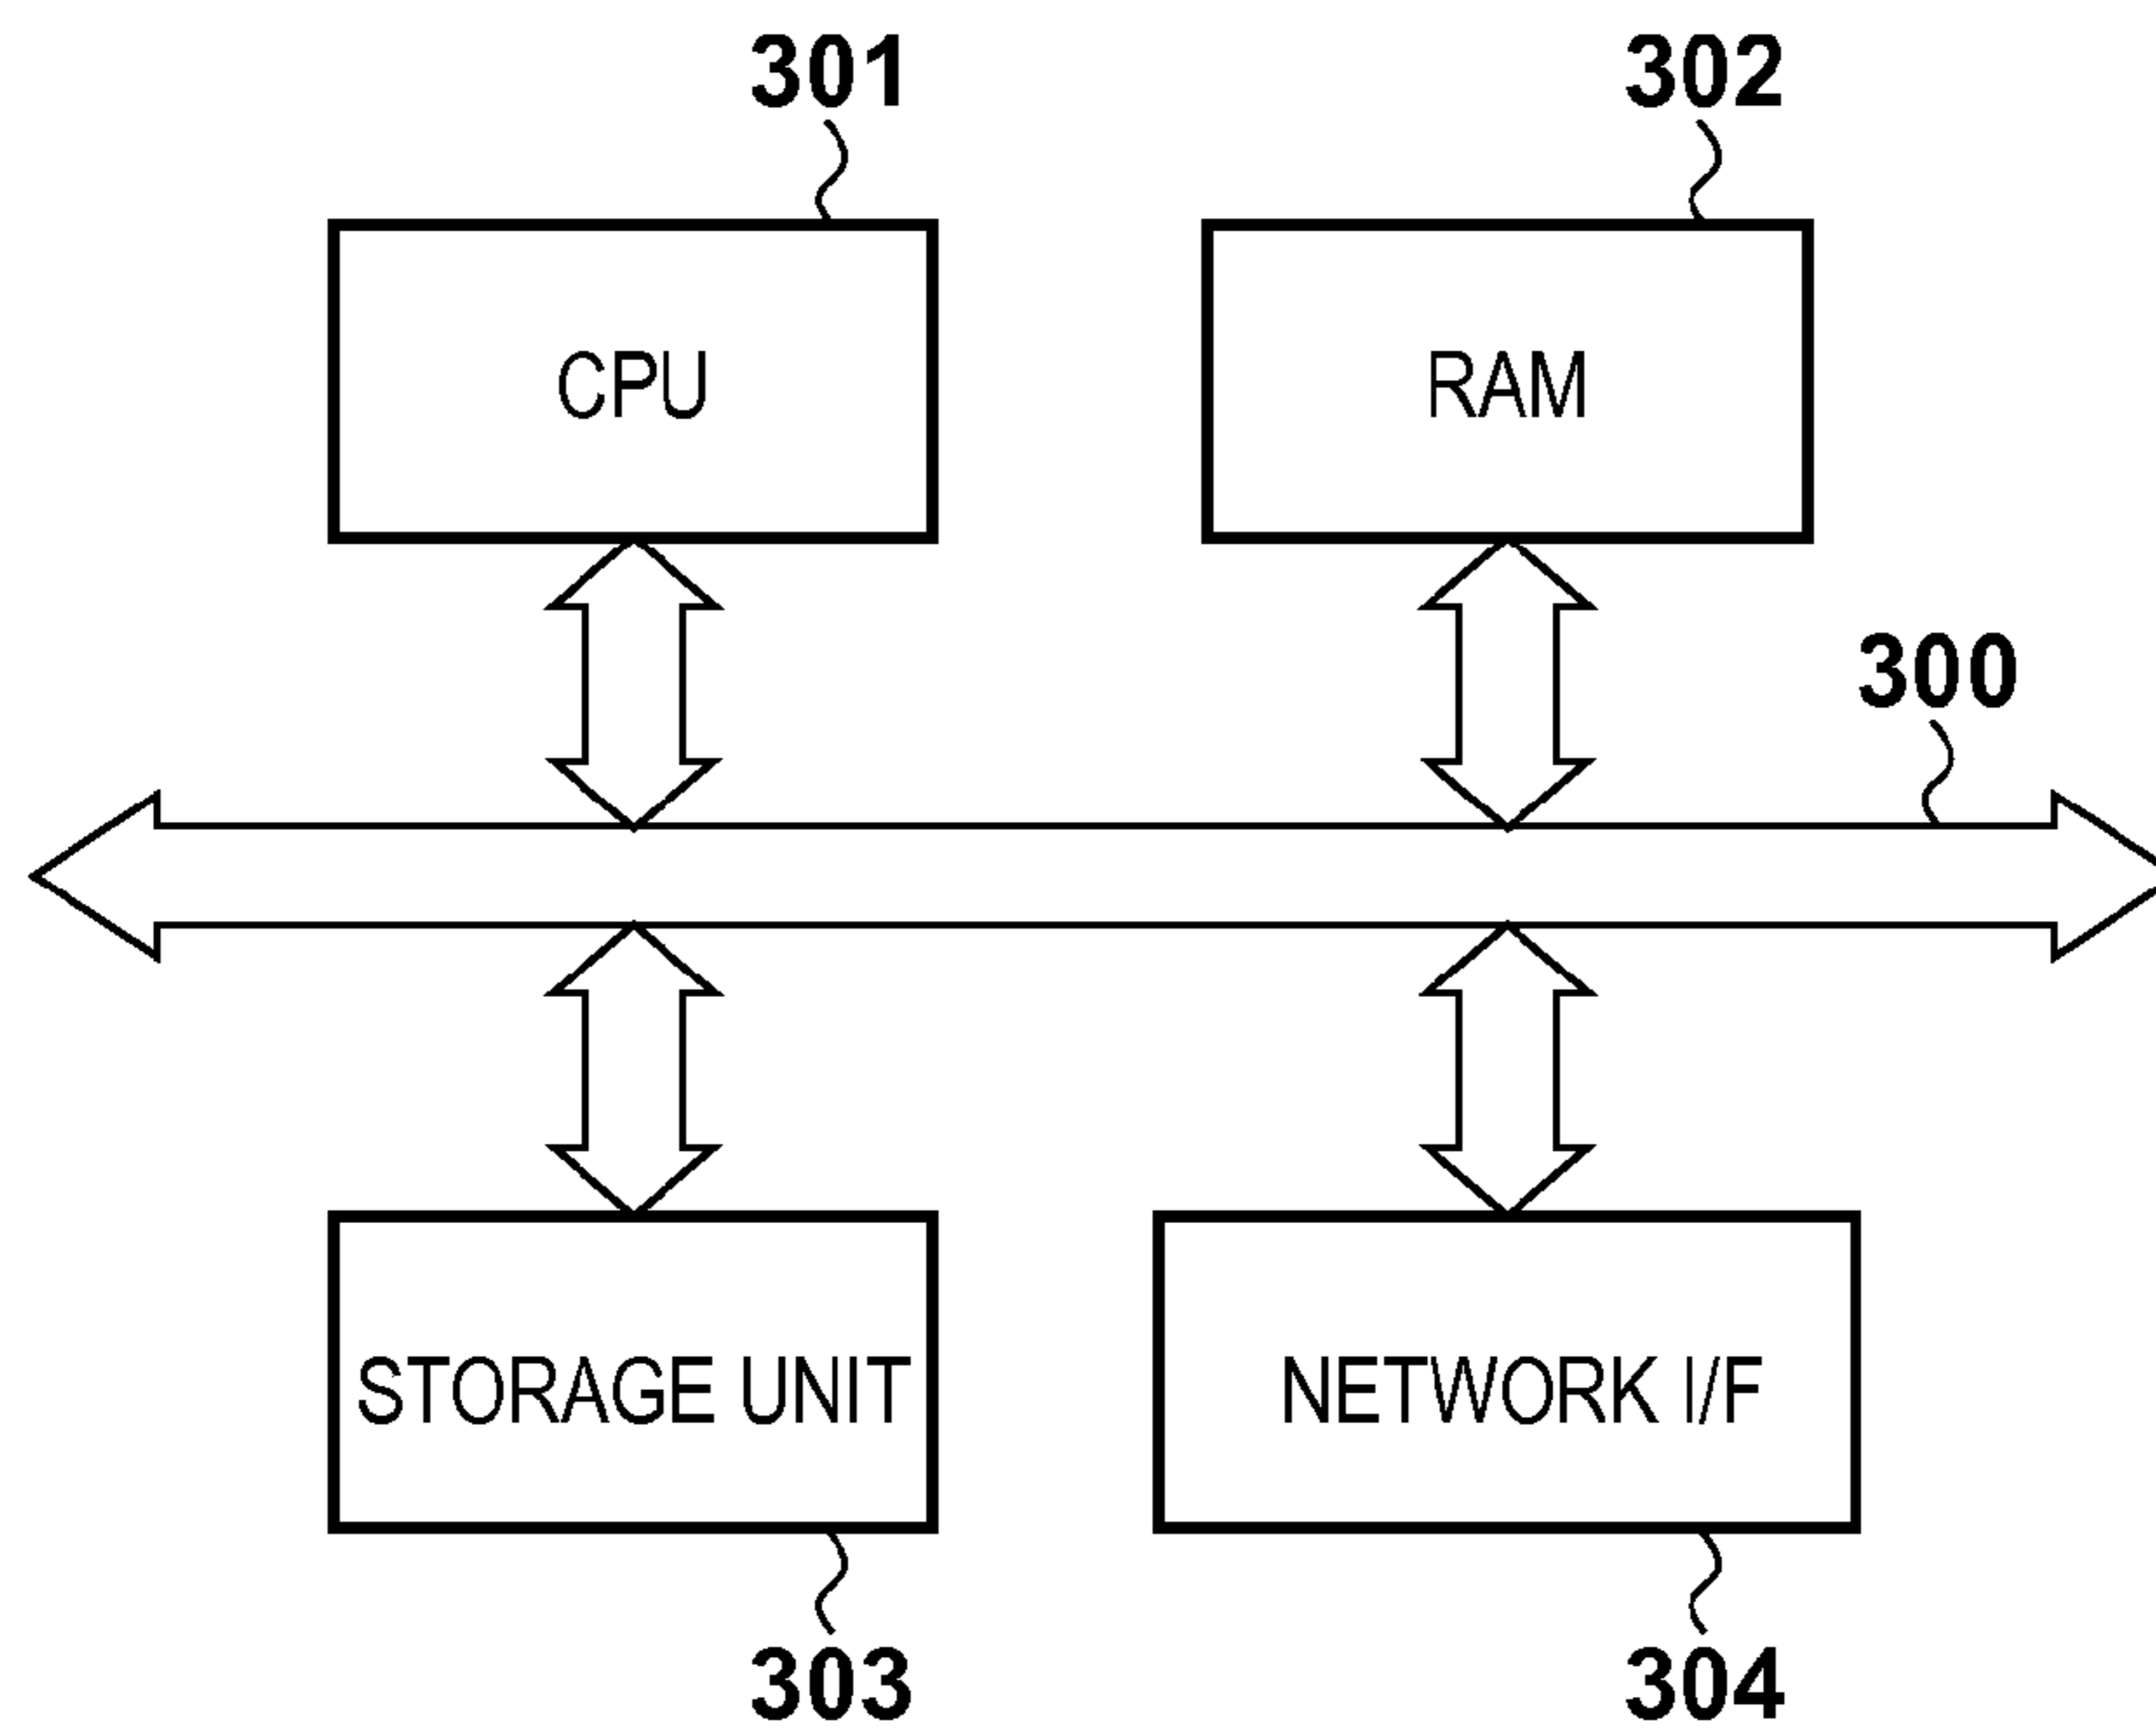 301
302
CPU
RAM
300
STORAGE UNIT
NETWORK I/F
303
304